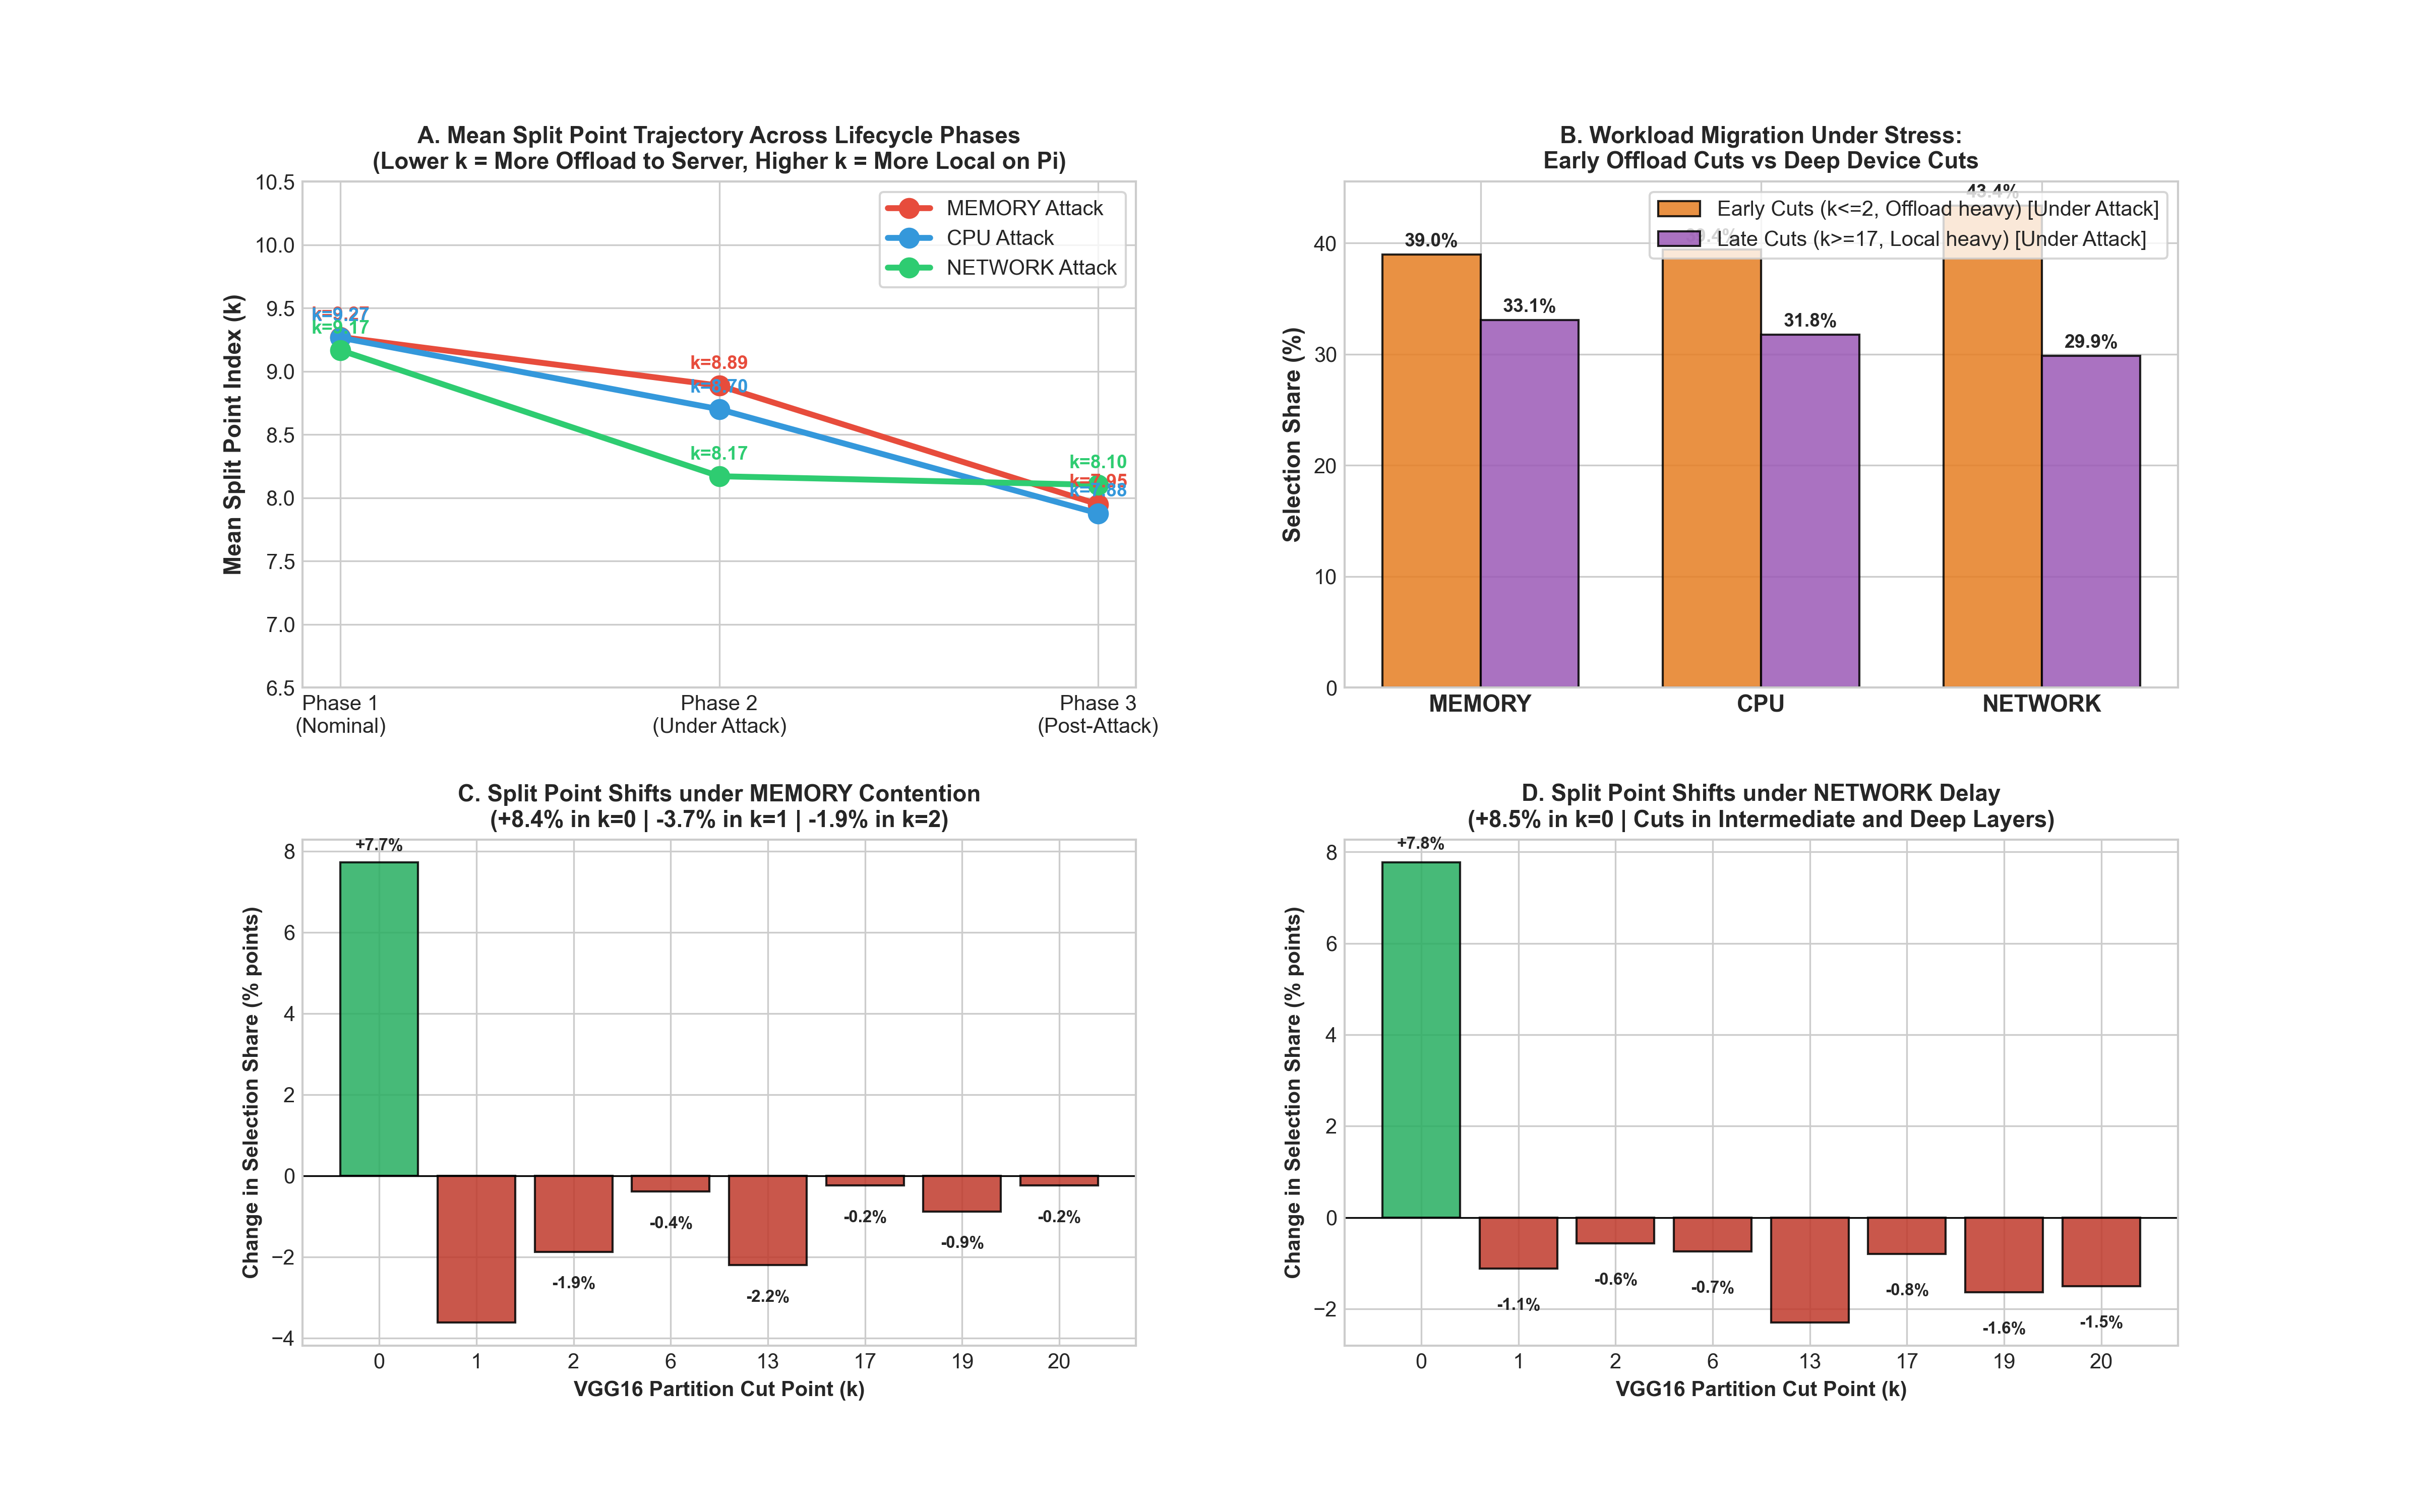 A. Mean Split Point Trajectory Across Lifecycle Phases
(Lower k = More Offload to Server, Higher k = More Local on Pi)
Mean Split Point Index (k)
10.5
10.0
9.5
9.0
8.5
8.0
7.5
7.0
6.5
MEMORY Attack
CPU Attack
NETWORK Attack
k=9.27
k=9.17
k=8.89
k=8.70
k=8.17
k=8.10
k=7.95
k=7.88
Phase 1
(Nominal)
Phase 2
(Under Attack)
Phase 3
(Post-Attack)
B. Workload Migration Under Stress:
Early Offload Cuts vs Deep Device Cuts
Selection Share (%)
40
30
20
10
0
Early Cuts (k<=2, Offload heavy) [Under Attack]
Late Cuts (k>=17, Local heavy) [Under Attack]
39.0%
33.1%
39.4%
31.8%
43.4%
29.9%
MEMORY
CPU
NETWORK
C. Split Point Shifts under MEMORY Contention
(+8.4% in k=0 | -3.7% in k=1 | -1.9% in k=2)
Change in Selection Share (% points)
8
6
4
2
0
−2
−4
+7.7%
-1.9%
-0.4%
-2.2%
-0.2%
-0.9%
-0.2%
0
1
2
6
13
17
19
20
VGG16 Partition Cut Point (k)
D. Split Point Shifts under NETWORK Delay
(+8.5% in k=0 | Cuts in Intermediate and Deep Layers)
Change in Selection Share (% points)
8
6
4
2
0
−2
+7.8%
-1.1%
-0.6%
-0.7%
-0.8%
-1.6%
-1.5%
0
1
2
6
13
17
19
20
VGG16 Partition Cut Point (k)